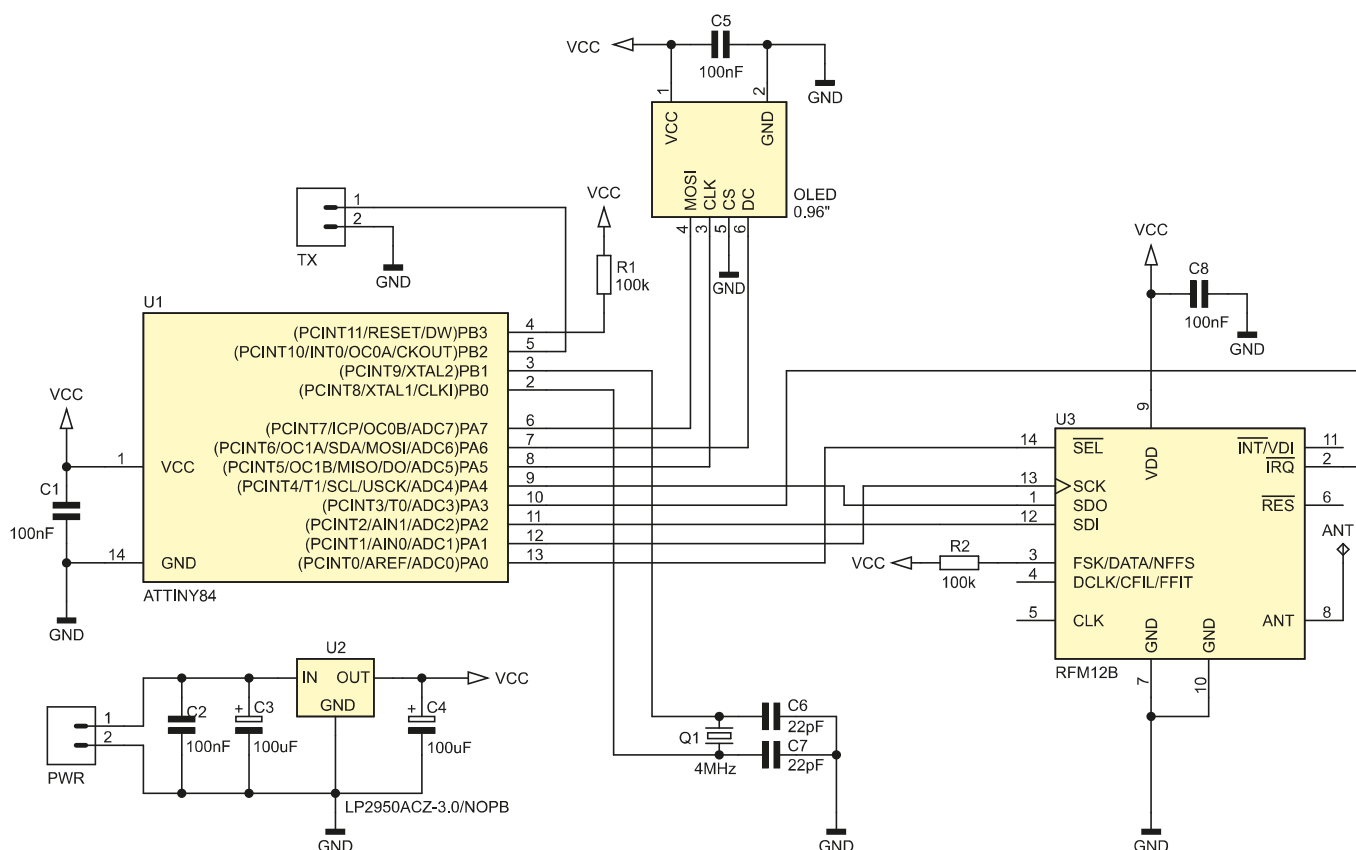 C5
VCC
100nF
GND
1
2
VCC
GND
MOSI
CLK
CS
DC
OLED
0.96"
4
3
5
6
GND
TX
1
2
GND
VCC
R1
100k
U1
(PCINT11/RESET/DW)PB3
4
(PCINT10/INT0/OC0A/CKOUT)PB2
5
(PCINT9/XTAL2)PB1
3
(PCINT8/XTAL1/CLKI)PB0
2
(PCINT7/ICP/OC0B/ADC7)PA7
6
(PCINT6/OC1A/SDA/MOSI/ADC6)PA6
7
(PCINT5/OC1B/MISO/DO/ADC5)PA5
8
(PCINT4/T1/SCL/USCK/ADC4)PA4
9
(PCINT3/T0/ADC3)PA3
10
(PCINT2/AIN1/ADC2)PA2
11
(PCINT1/AIN0/ADC1)PA1
12
(PCINT0/AREF/ADC0)PA0
13
1
VCC
14
GND
ATTINY84
VCC
C1
100nF
GND
VCC
C8
100nF
GND
9
U3
14
SEL
VDD
INT/VDI
11
IRQ
2
13
SCK
1
SDO
RES
6
12
SDI
ANT
VCC
R2
100k
3
FSK/DATA/NFFS
4
DCLK/CFIL/FFIT
5
CLK
ANT
8
GND
GND
RFM12B
7
10
GND
U2
IN
OUT
GND
VCC
1
2
PWR
C2
100nF
+
C3
100uF
+
C4
100uF
LP2950ACZ-3.0/NOPB
GND
Q1
4MHz
C6
22pF
C7
22pF
GND